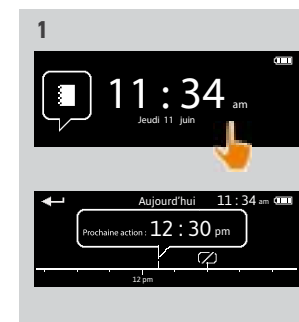 1
11 : 34 am
Jeudi 11 juin
Aujourd'hui 11 : 34 am
Prochaine action : 12 : 30 pm
12 pm